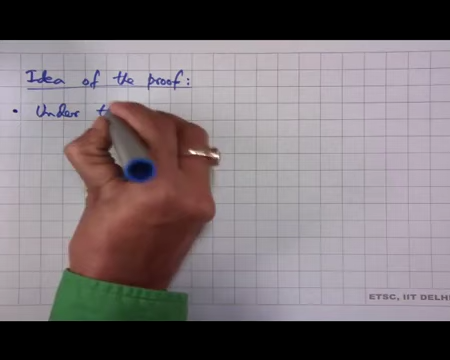 Idea of the proof:
• Under
ETSC, IIT DELHI